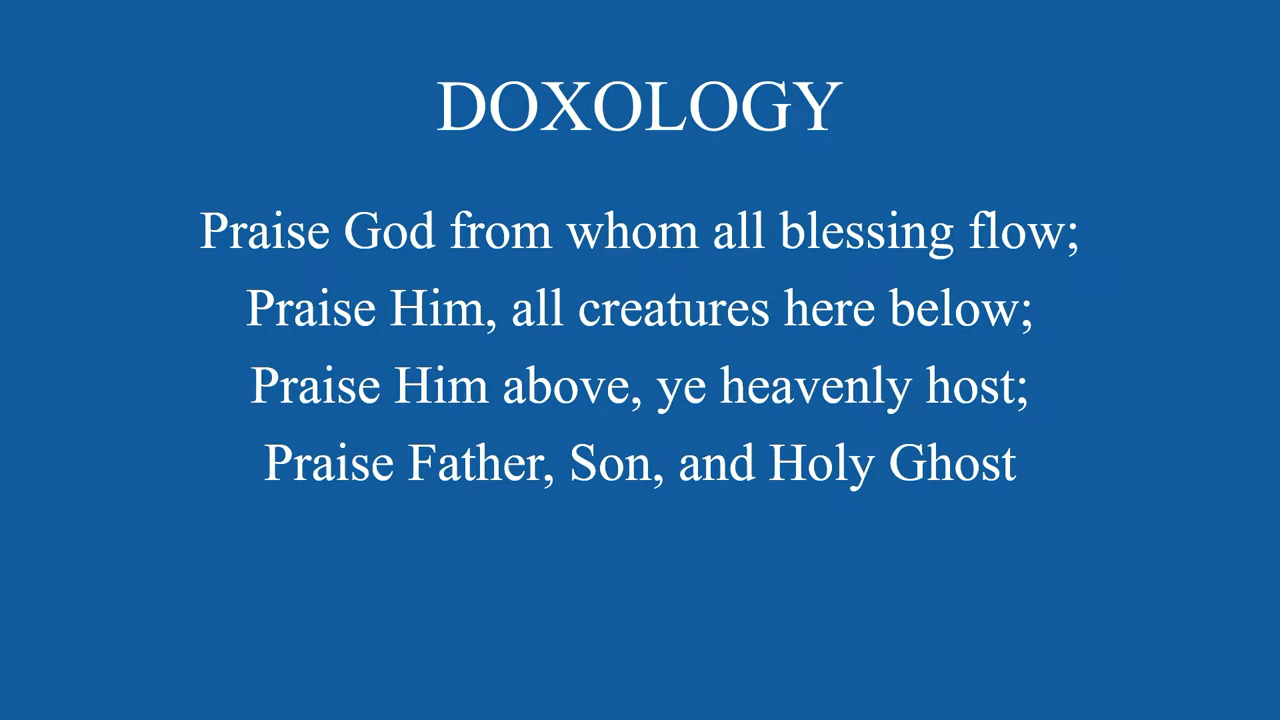 DOXOLOGY
Praise God from whom all blessing flow;
Praise Him, all creatures here below;
Praise Him above, ye heavenly host;
Praise Father, Son, and Holy Ghost